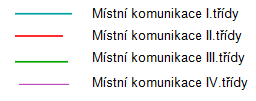 Místní komunikace I.třídy
Místní komunikace II.třídy
Místní komunikace III.třídy
Místní komunikace IV.třídy